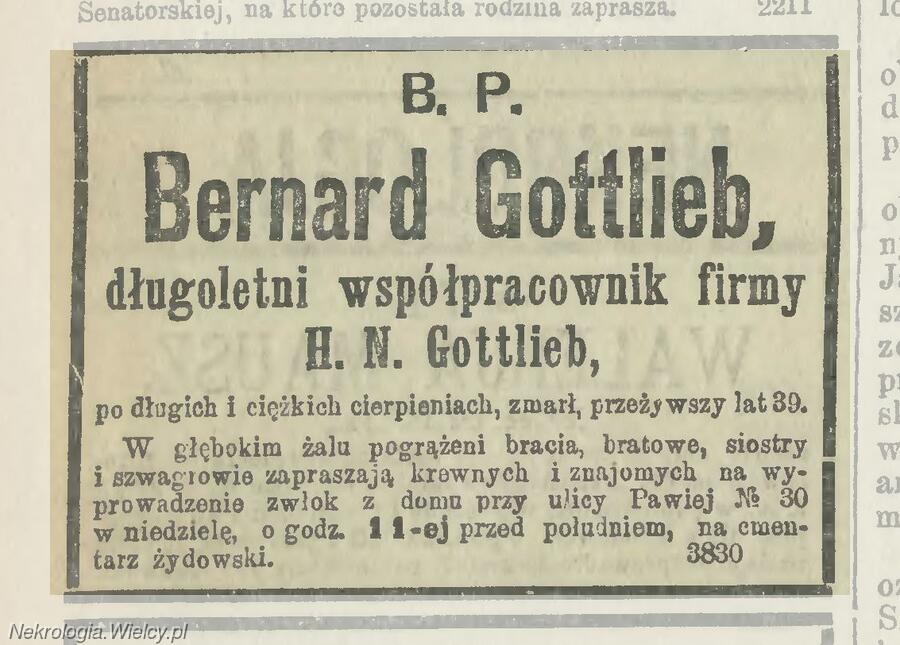 Senatorskiej, na które pozostała rodzina zaprasza. 2211
B. P.
Bernard Gottlieb,
długoletni współpracownik firmy
H. N. Gottlieb,
po długich i ciężkich cierpieniach, zmarł, przeżywszy lat 39.
W głębokim żalu pogrążeni bracia, bratowe, siostry
i szwagrowie zapraszają krewnych i znajomych na wy-
prowadzenie zwłok z domu przy ulicy Pawiej № 30
w niedzielę, o godz. 11-ej przed południem, na cmen-
tarz żydowski. 3830
Nekrologia.Wielcy.pl